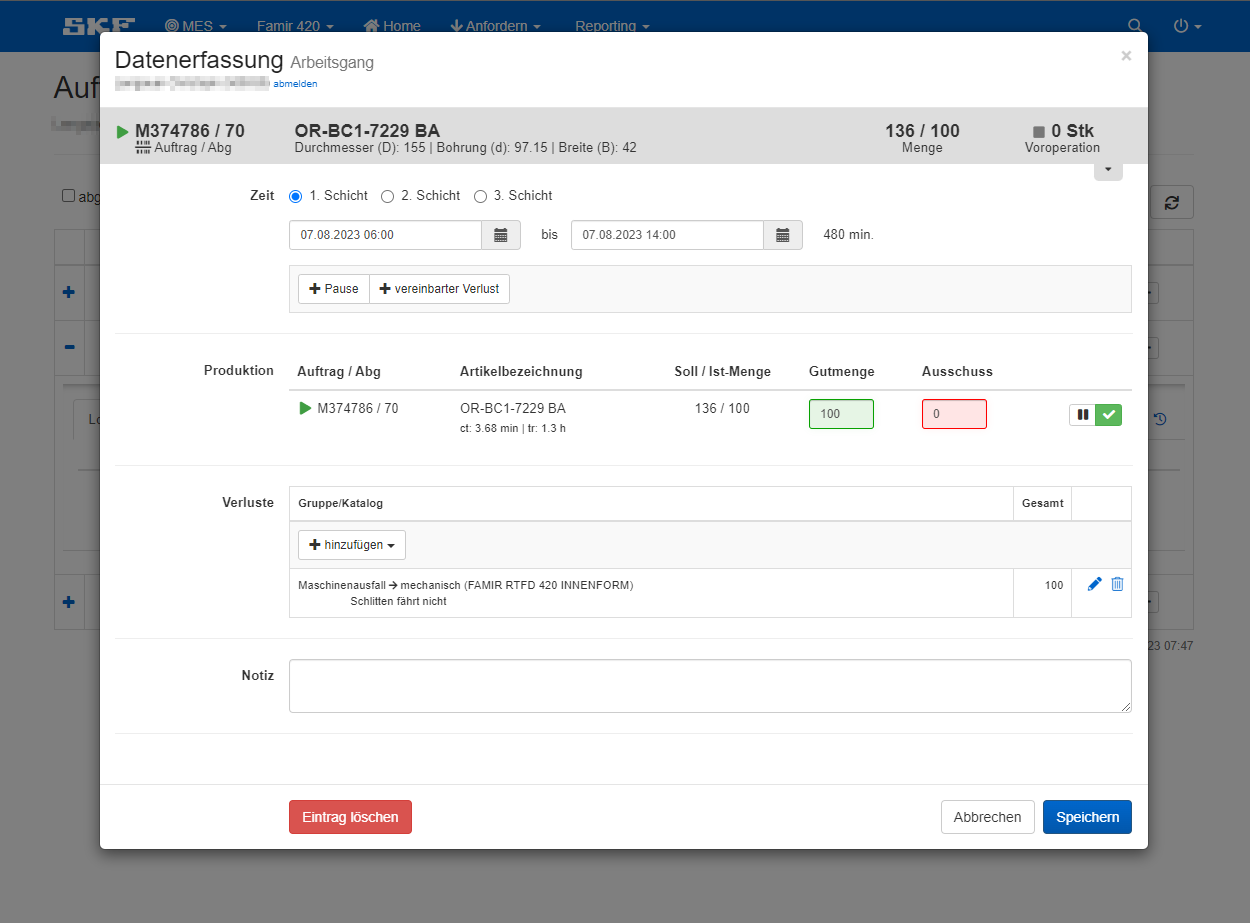 SKF MES Famir 420 Home Anfordern Reporting
Datenerfassung Arbeitsgang ×
abmelden
M374786 / 70 OR-BC1-7229 BA 136 / 100 0 Stk
Auftrag / Abg Durchmesser (D): 155 | Bohrung (d): 97.15 | Breite (B): 42 Menge Voroperation
Zeit 1. Schicht 2. Schicht 3. Schicht
07.08.2023 06:00 bis 07.08.2023 14:00 480 min.
Pause vereinbarter Verlust
Produktion Auftrag / Abg Artikelbezeichnung Soll / Ist-Menge Gutmenge Ausschuss
M374786 / 70 OR-BC1-7229 BA 136 / 100 100 0
ct: 3.68 min | tr: 1.3 h
Verluste Gruppe/Katalog Gesamt
hinzufügen
Maschinenausfall → mechanisch (FAMIR RTFD 420 INNENFORM) 100
Schlitten fährt nicht
23 07:47
Notiz
Eintrag löschen Abbrechen Speichern